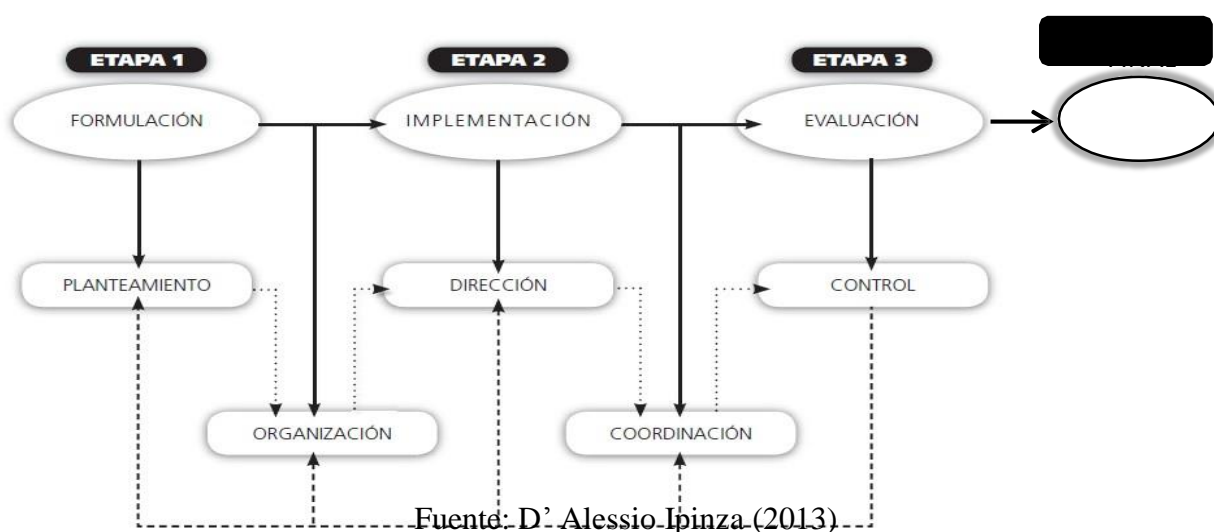 ETAPA 1
ETAPA 2
ETAPA 3
FORMULACIÓN
IMPLEMENTACIÓN
EVALUACIÓN
PLANTEAMIENTO
DIRECCIÓN
CONTROL
ORGANIZACIÓN
COORDINACIÓN
Fuente: D’ Alessio Ipinza (2013)